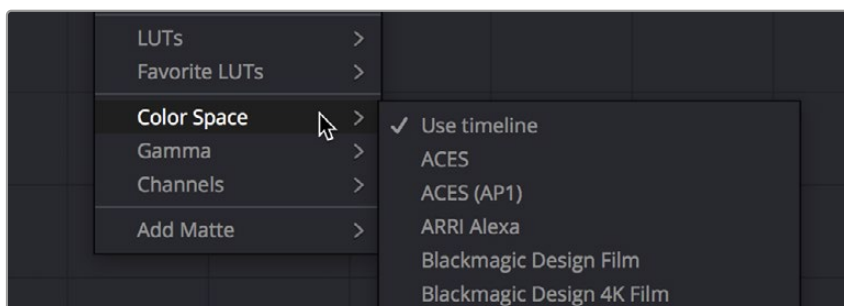 LUTs
Favorite LUTs
Color Space
Gamma
Channels
Add Matte
Use timeline
ACES
ACES (AP1)
ARRI Alexa
Blackmagic Design Film
Blackmagic Design 4K Film